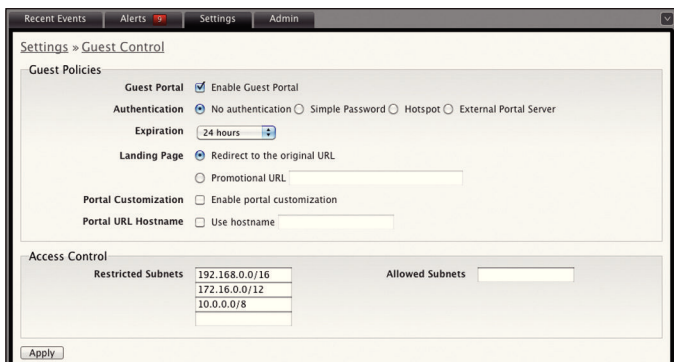 Recent Events Alerts 9 Settings Admin
Settings » Guest Control
Guest Policies
Guest Portal Enable Guest Portal
Authentication No authentication Simple Password Hotspot External Portal Server
Expiration 24 hours
Landing Page Redirect to the original URL
Promotional URL
Portal Customization Enable portal customization
Portal URL Hostname Use hostname
Access Control
Restricted Subnets 192.168.0.0/16 Allowed Subnets
172.16.0.0/12
10.0.0.0/8
Apply